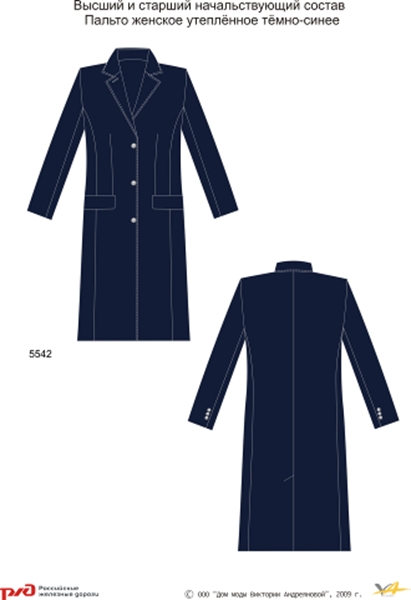 Высший и старший начальствующий состав
Пальто женское утеплённое тёмно-синее
5542
РЖД Российские
железные дороги
© ООО "Дом моды Виктории Андреяновой", 2009 г.
VA